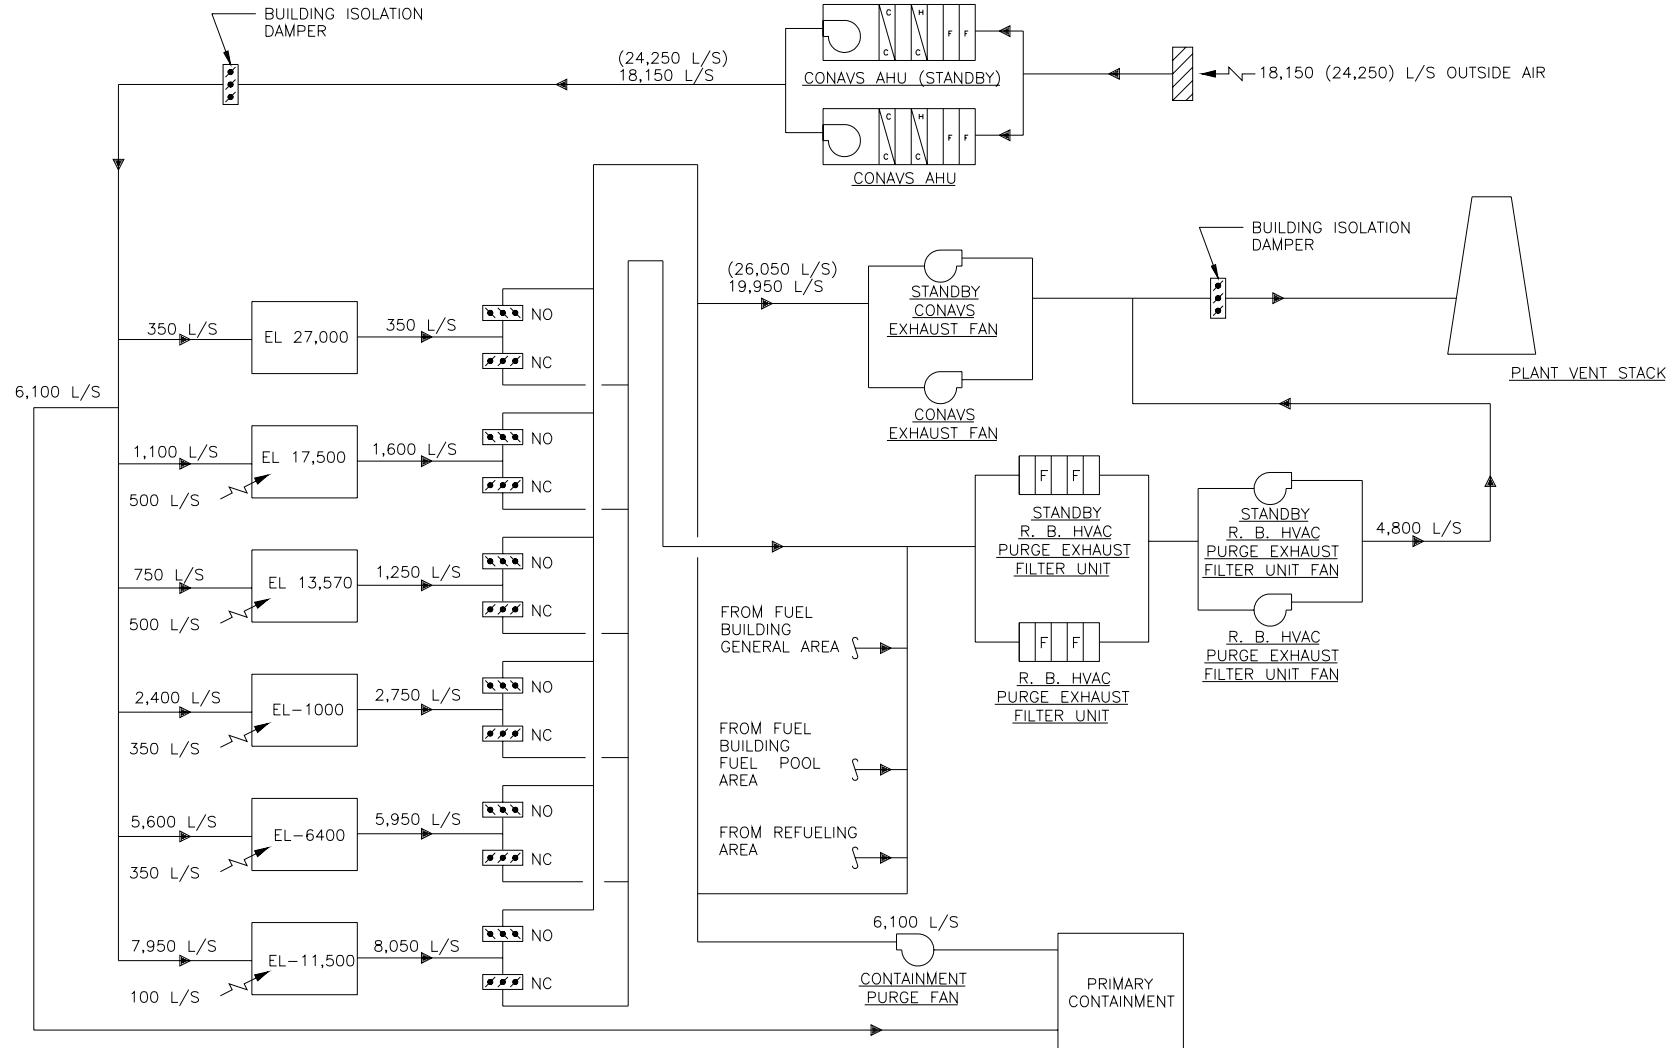 BUILDING ISOLATION
DAMPER
(24,250 L/S)
18,150 L/S
C
H
F F
C
C
CONAVS AHU (STANDBY)
18,150 (24,250) L/S OUTSIDE AIR
C
H
F F
C
C
CONAVS AHU
BUILDING ISOLATION
DAMPER
(26,050 L/S)
19,950 L/S
STANDBY
CONAVS
EXHAUST FAN
CONAVS
EXHAUST FAN
PLANT VENT STACK
350 L/S
EL 27,000
350 L/S
NO
NC
6,100 L/S
1,100 L/S
500 L/S
EL 17,500
1,600 L/S
NO
NC
750 L/S
500 L/S
EL 13,570
1,250 L/S
NO
NC
2,400 L/S
350 L/S
EL-1000
2,750 L/S
NO
NC
5,600 L/S
350 L/S
EL-6400
5,950 L/S
NO
NC
7,950 L/S
100 L/S
EL-11,500
8,050 L/S
NO
NC
F F
STANDBY
R. B. HVAC
PURGE EXHAUST
FILTER UNIT
F F
R. B. HVAC
PURGE EXHAUST
FILTER UNIT
STANDBY
R. B. HVAC
PURGE EXHAUST
FILTER UNIT FAN
R. B. HVAC
PURGE EXHAUST
FILTER UNIT FAN
4,800 L/S
FROM FUEL
BUILDING
GENERAL AREA
FROM FUEL
BUILDING
FUEL POOL
AREA
FROM REFUELING
AREA
6,100 L/S
CONTAINMENT
PURGE FAN
PRIMARY
CONTAINMENT